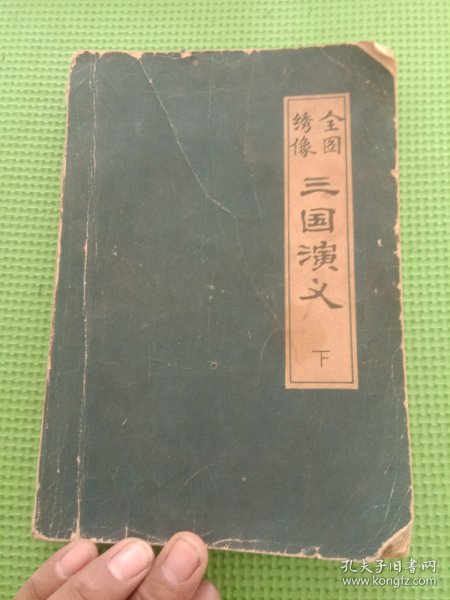 全图
绣像
三国演义
下
孔夫子旧书网
www.kongfz.com